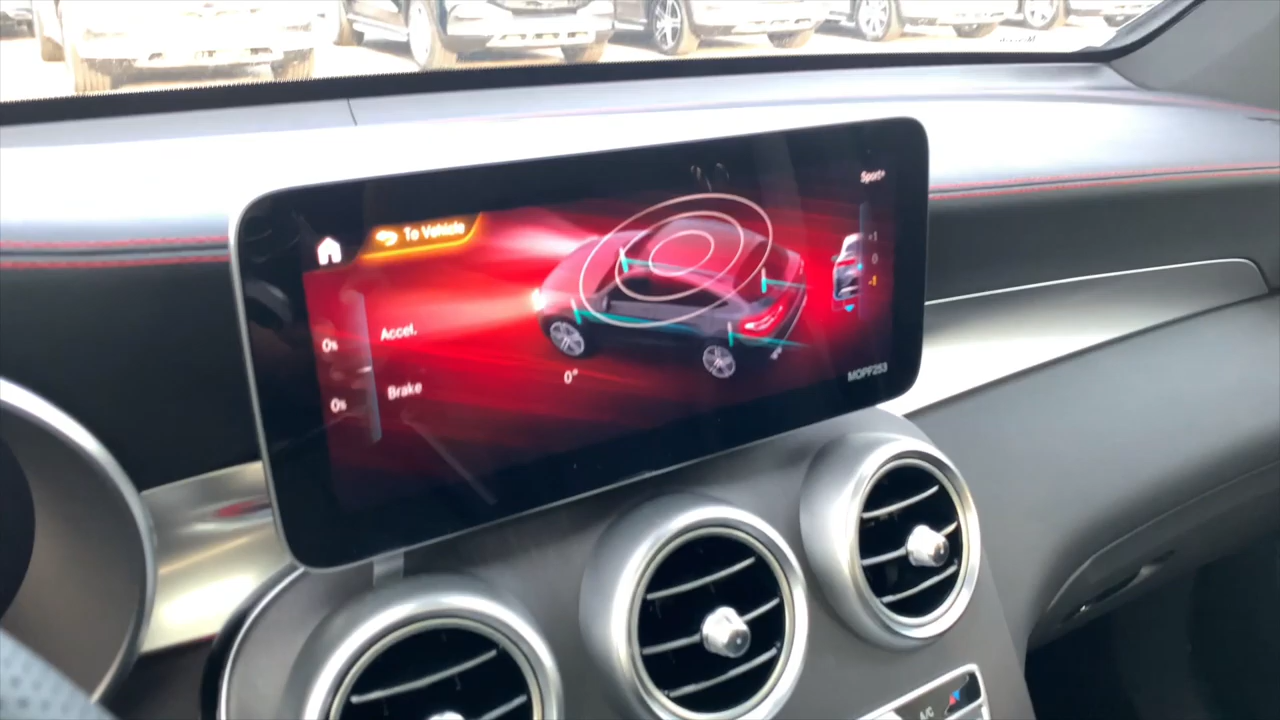 To Vehicle
Sport+
+1
0
-1
0s
Accel.
0s
Brake
0°
MOPF253
A/C